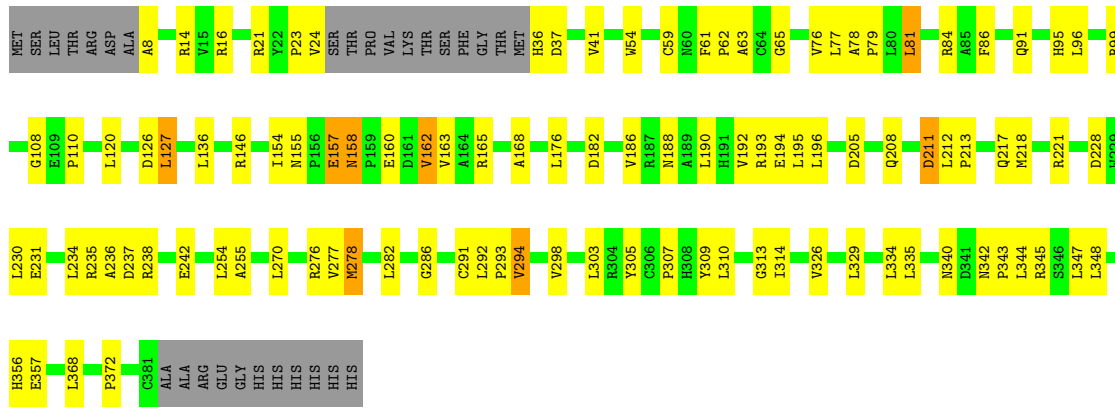 MET SER LEU THR ARG ASP ALA A8 R14 V15 R16 R21 Y22 P23 V24 SER THR PRO VAL LYS THR SER PHE GLY THR MET H36 D37 V41 W54 C59 N60 F61 P62 A63 C64 G65 V76 L77 A78 P79 L80 L81 R84 A85 F86 Q91 H95 L96
G108 E109 P110 L120 D126 L127 L136 R146 I154 N155 P156 E157 N158 P159 E160 D161 V162 V163 A164 R165 A168 L176 D182 V186 R187 N188 A189 L190 H191 V192 R193 E194 L195 L196 D205 Q208 D211 L212 P213 Q217 M218 R221 D228
L230 E231 L234 R235 A236 D237 R238 E242 L254 A255 L270 R276 V277 M278 L282 G286 C291 L292 P293 V294 V298 L303 R304 Y305 C306 P307 H308 Y309 L310 G313 I314 V326 L329 L334 L335 N340 D341 N342 P343 L344 R345 S346 L347 L348
H356 E357 L368 P372 C381 ALA ALA ARG GLU GLY HIS HIS HIS HIS HIS HIS